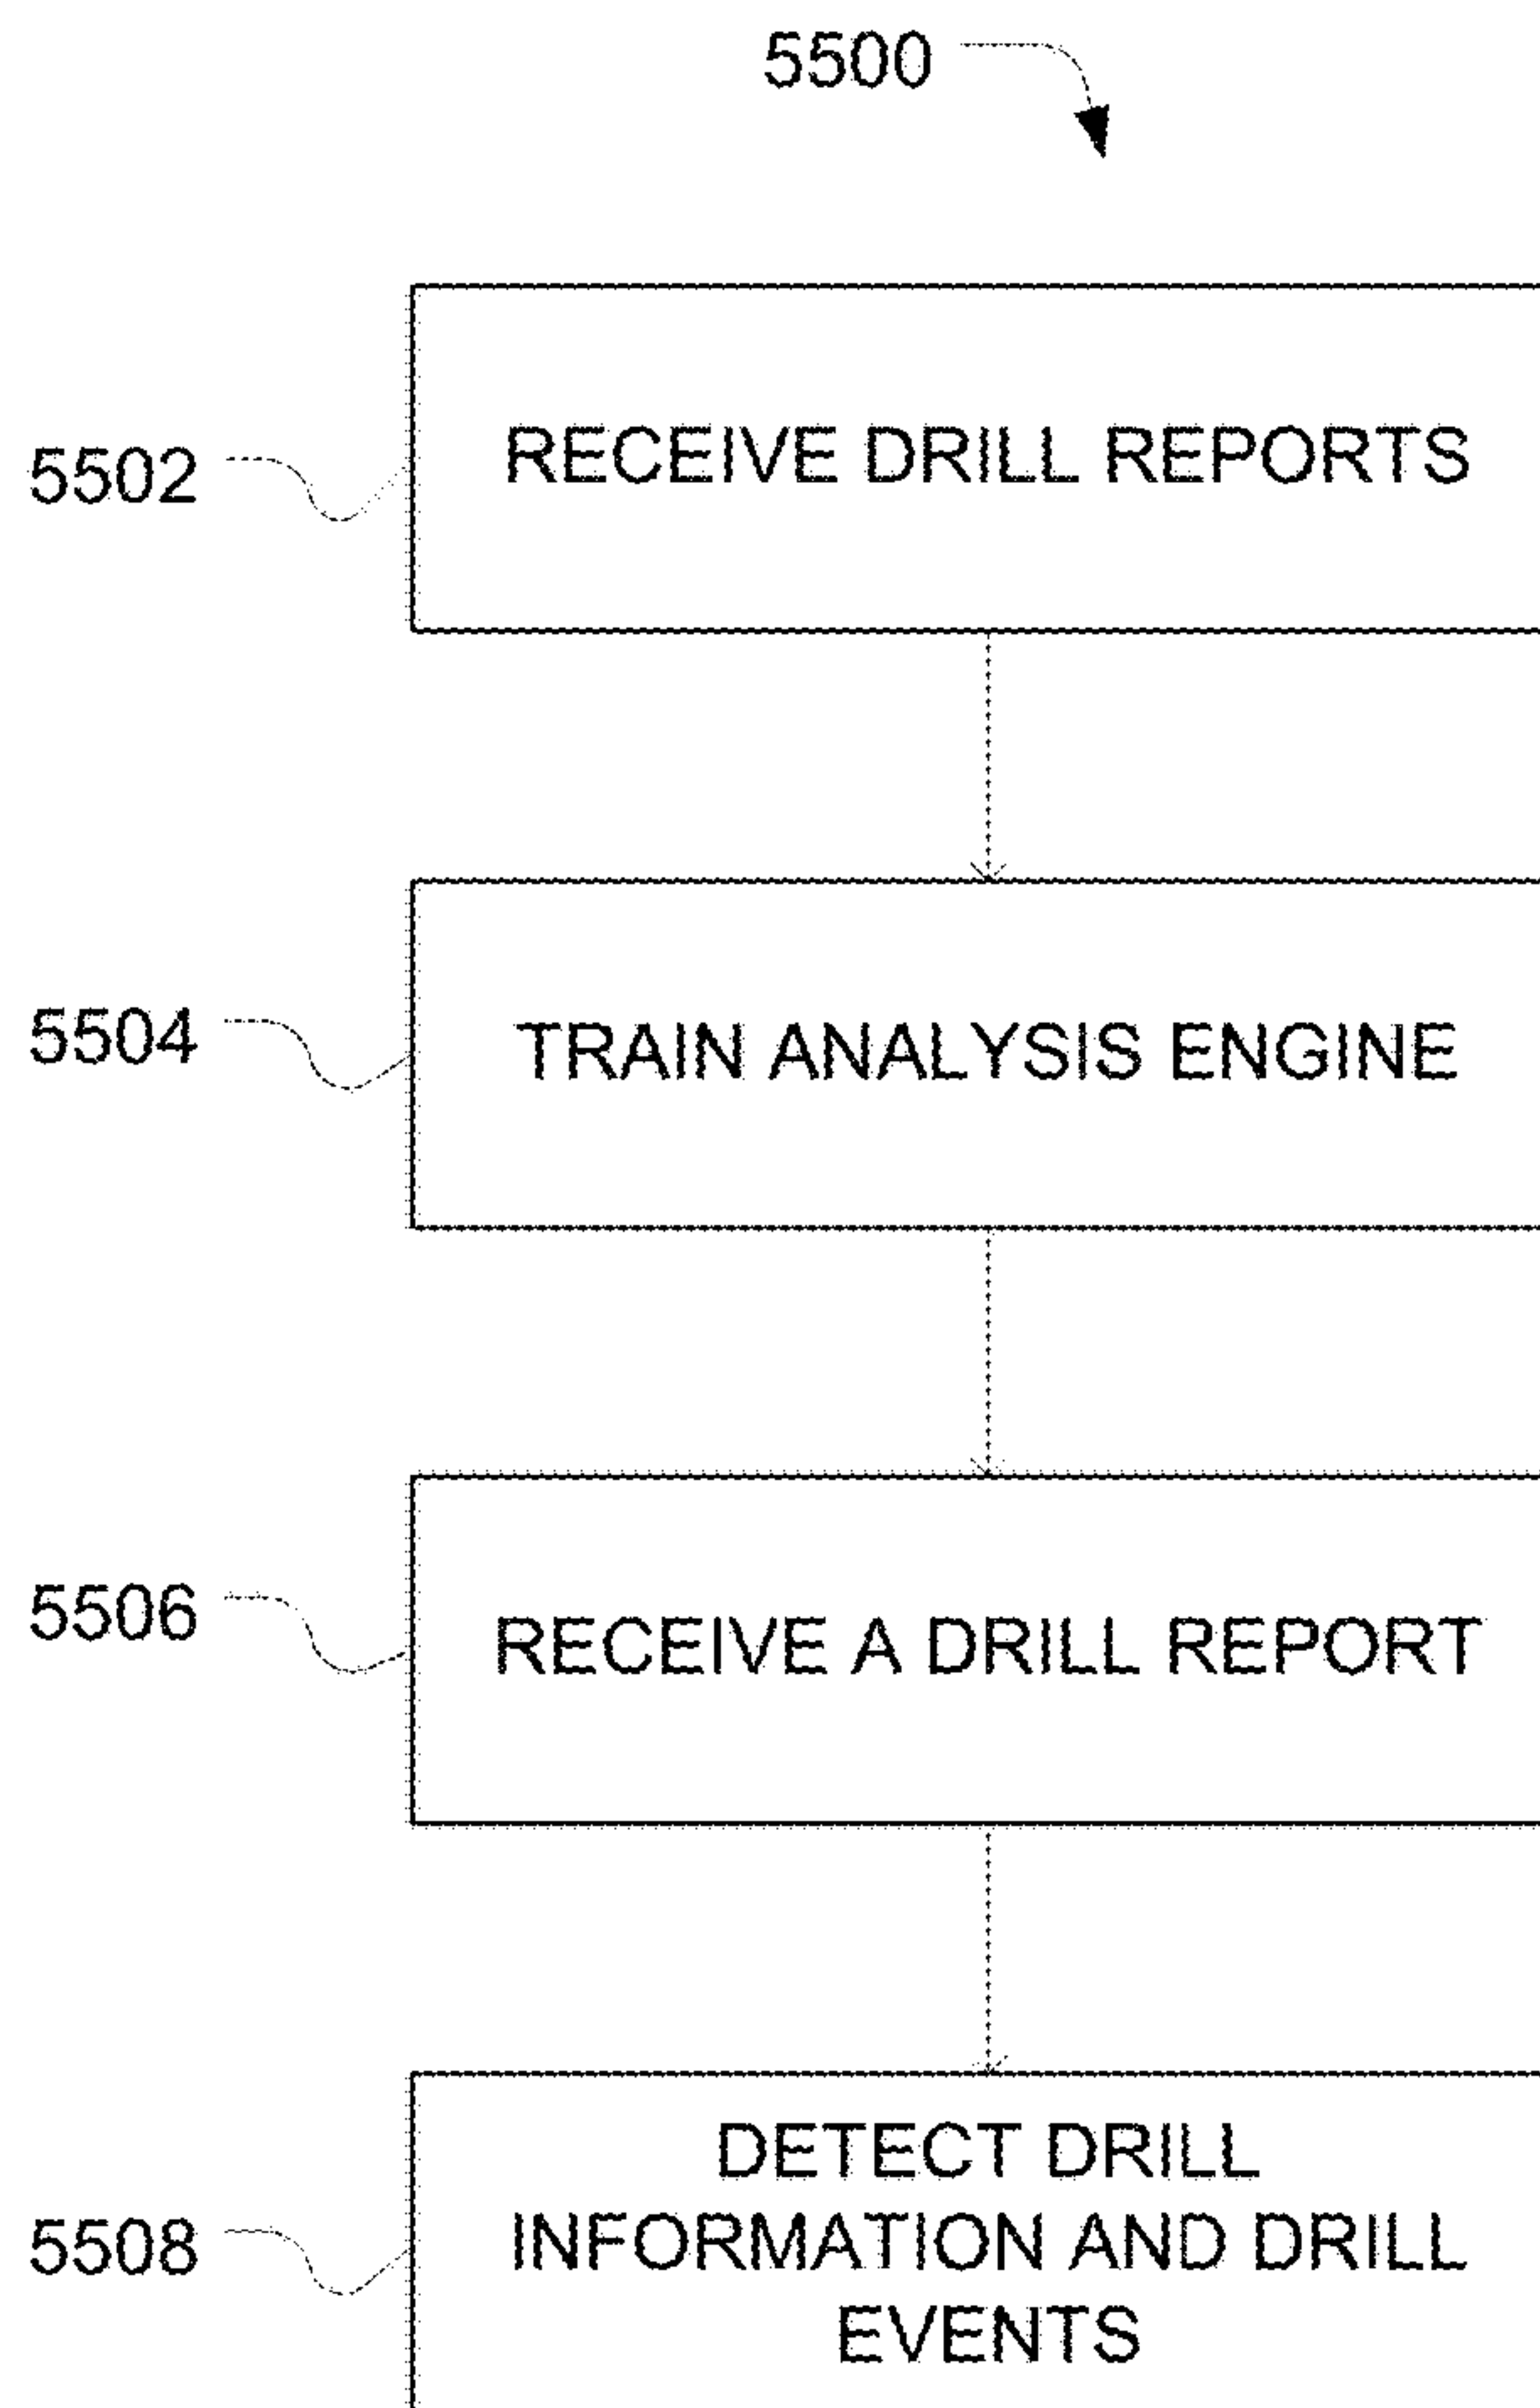 5500
5502
RECEIVE DRILL REPORTS
5504
TRAIN ANALYSIS ENGINE
5506
RECEIVE A DRILL REPORT
5508
DETECT DRILL
INFORMATION AND DRILL
EVENTS